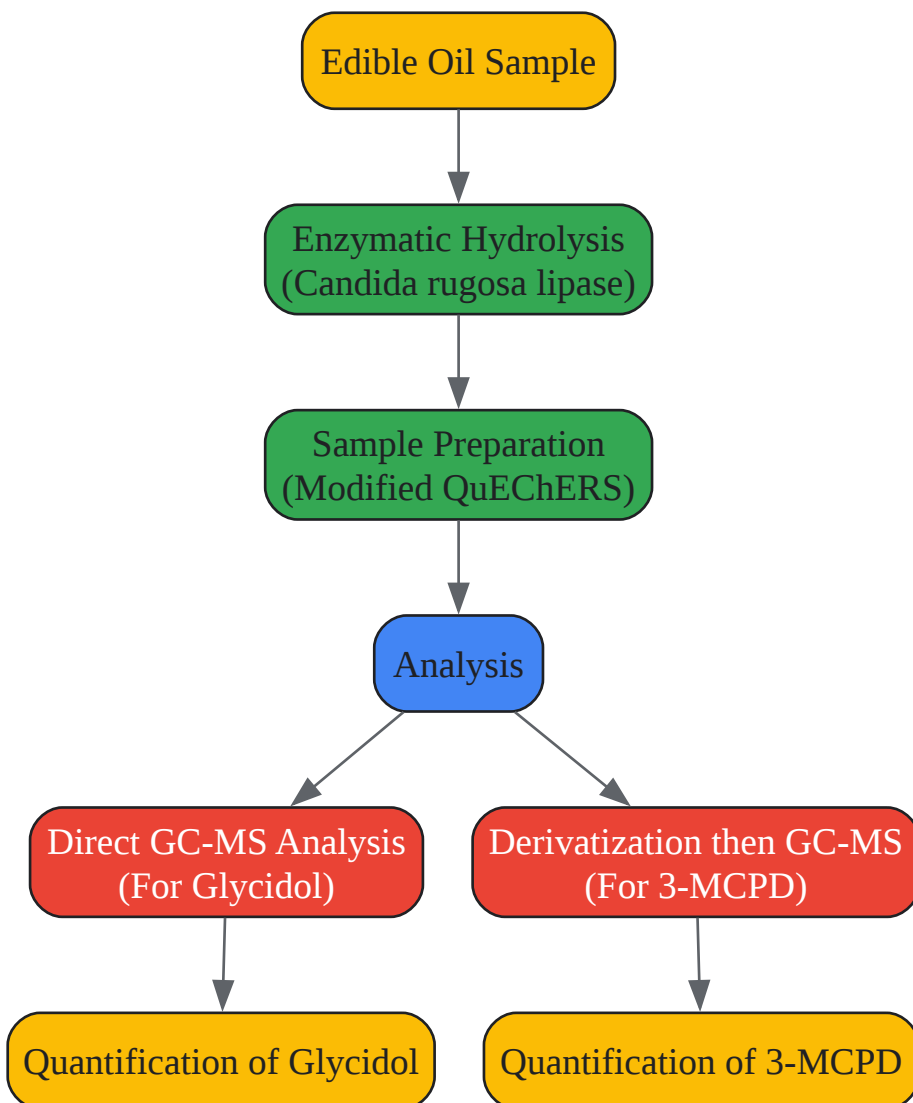 Edible Oil Sample
Enzymatic Hydrolysis
(Candida rugosa lipase)
Sample Preparation
(Modified QuEChERS)
Analysis
Direct GC-MS Analysis
(For Glycidol)
Derivatization then GC-MS
(For 3-MCPD)
Quantification of Glycidol
Quantification of 3-MCPD